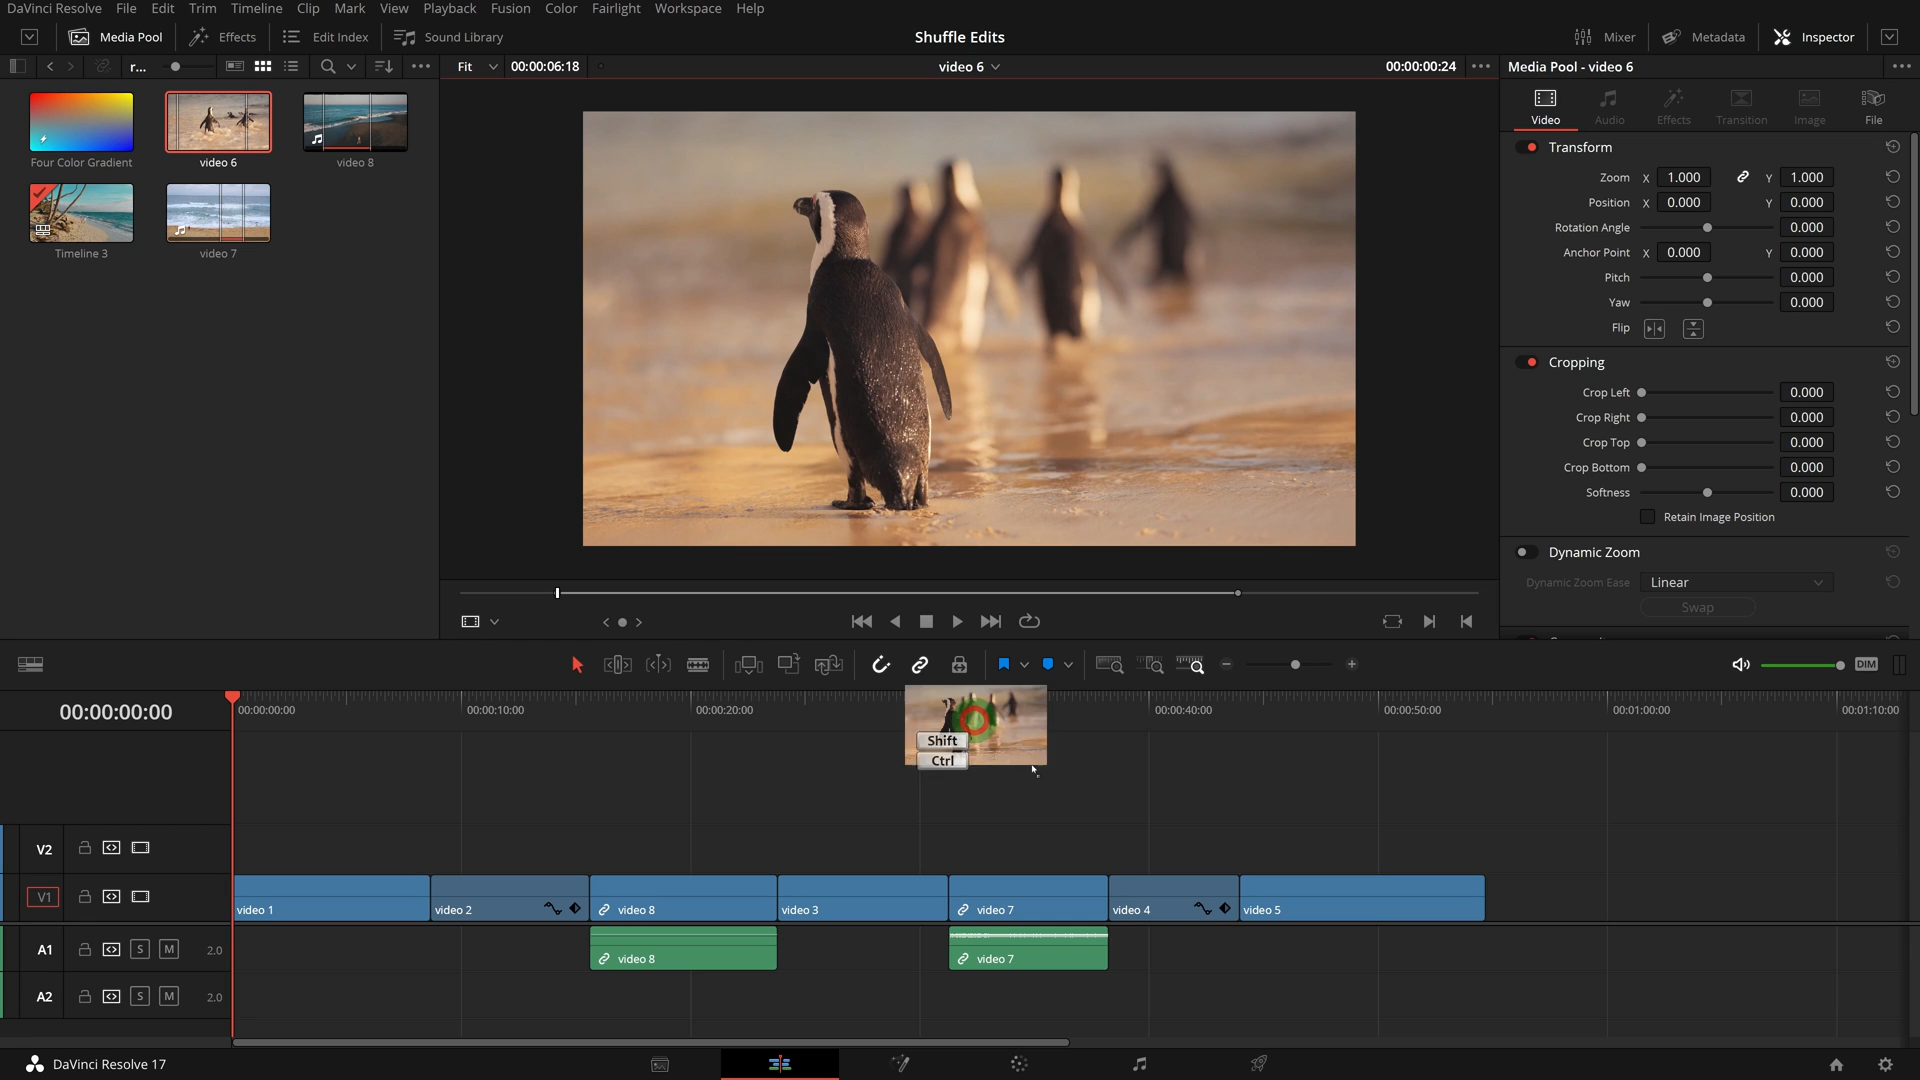 DaVinci Resolve File Edit Trim Timeline Clip Mark View Playback Fusion Color Fairlight Workspace Help
Media Pool Effects Edit Index Sound Library Shuffle Edits Mixer Metadata Inspector
r... Fit 00:00:06:18 video 6 00:00:00:24 Media Pool - video 6
Four Color Gradient video 6 video 8
Timeline 3 video 7
Video Audio Effects Transition Image File
Transform
Zoom X 1.000 Y 1.000
Position X 0.000 Y 0.000
Rotation Angle 0.000
Anchor Point X 0.000 Y 0.000
Pitch 0.000
Yaw 0.000
Flip
Cropping
Crop Left 0.000
Crop Right 0.000
Crop Top 0.000
Crop Bottom 0.000
Softness 0.000
Retain Image Position
Dynamic Zoom
Dynamic Zoom Ease Linear
Swap
DIM
00:00:00:00 00:00:00:00 00:00:10:00 00:00:20:00 00:00:40:00 00:00:50:00 00:01:00:00 00:01:10:00
Shift
Ctrl
V2
V1 video 1 video 2 video 8 video 3 video 7 video 4 video 5
A1 S M 2.0 video 8 video 7
A2 S M 2.0
DaVinci Resolve 17